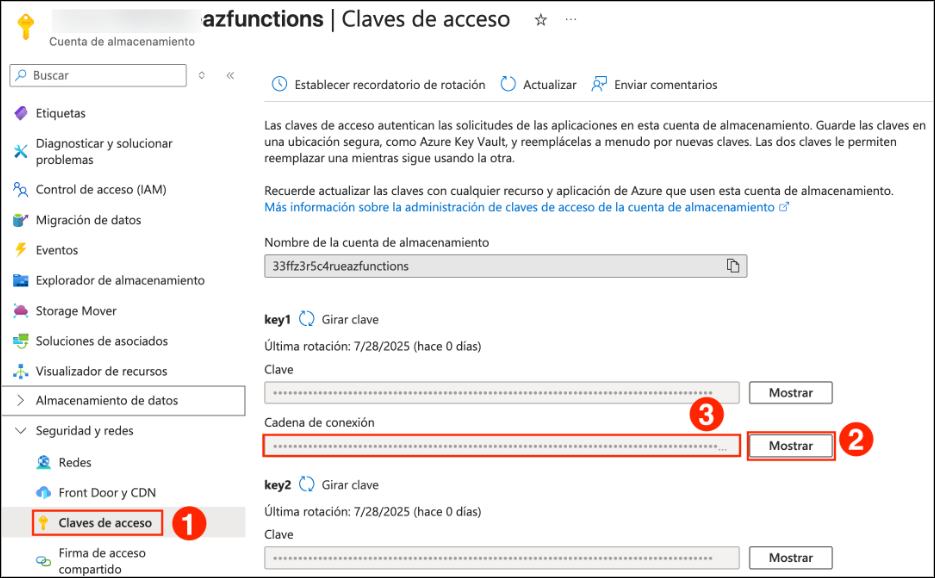 azfunctions | Claves de acceso
Cuenta de almacenamiento
Buscar
Etiquetas
Diagnosticar y solucionar
problemas
Control de acceso (IAM)
Migración de datos
Eventos
Explorador de almacenamiento
Storage Mover
Soluciones de asociados
Visualizador de recursos
Almacenamiento de datos
Seguridad y redes
Redes
Front Door y CDN
Claves de acceso
1
Firma de acceso
compartido
Establecer recordatorio de rotación
Actualizar
Enviar comentarios
Las claves de acceso autentican las solicitudes de las aplicaciones en esta cuenta de almacenamiento. Guarde las claves en
una ubicación segura, como Azure Key Vault, y reemplácelas a menudo por nuevas claves. Las dos claves le permiten
reemplazar una mientras sigue usando la otra.
Recuerde actualizar las claves con cualquier recurso y aplicación de Azure que usen esta cuenta de almacenamiento.
Más información sobre la administración de claves de acceso de la cuenta de almacenamiento
Nombre de la cuenta de almacenamiento
33ffz3r5c4rueazfunctions
key1 Girar clave
Última rotación: 7/28/2025 (hace 0 días)
Clave
Mostrar
Cadena de conexión
3
Mostrar
2
key2 Girar clave
Última rotación: 7/28/2025 (hace 0 días)
Clave
Mostrar